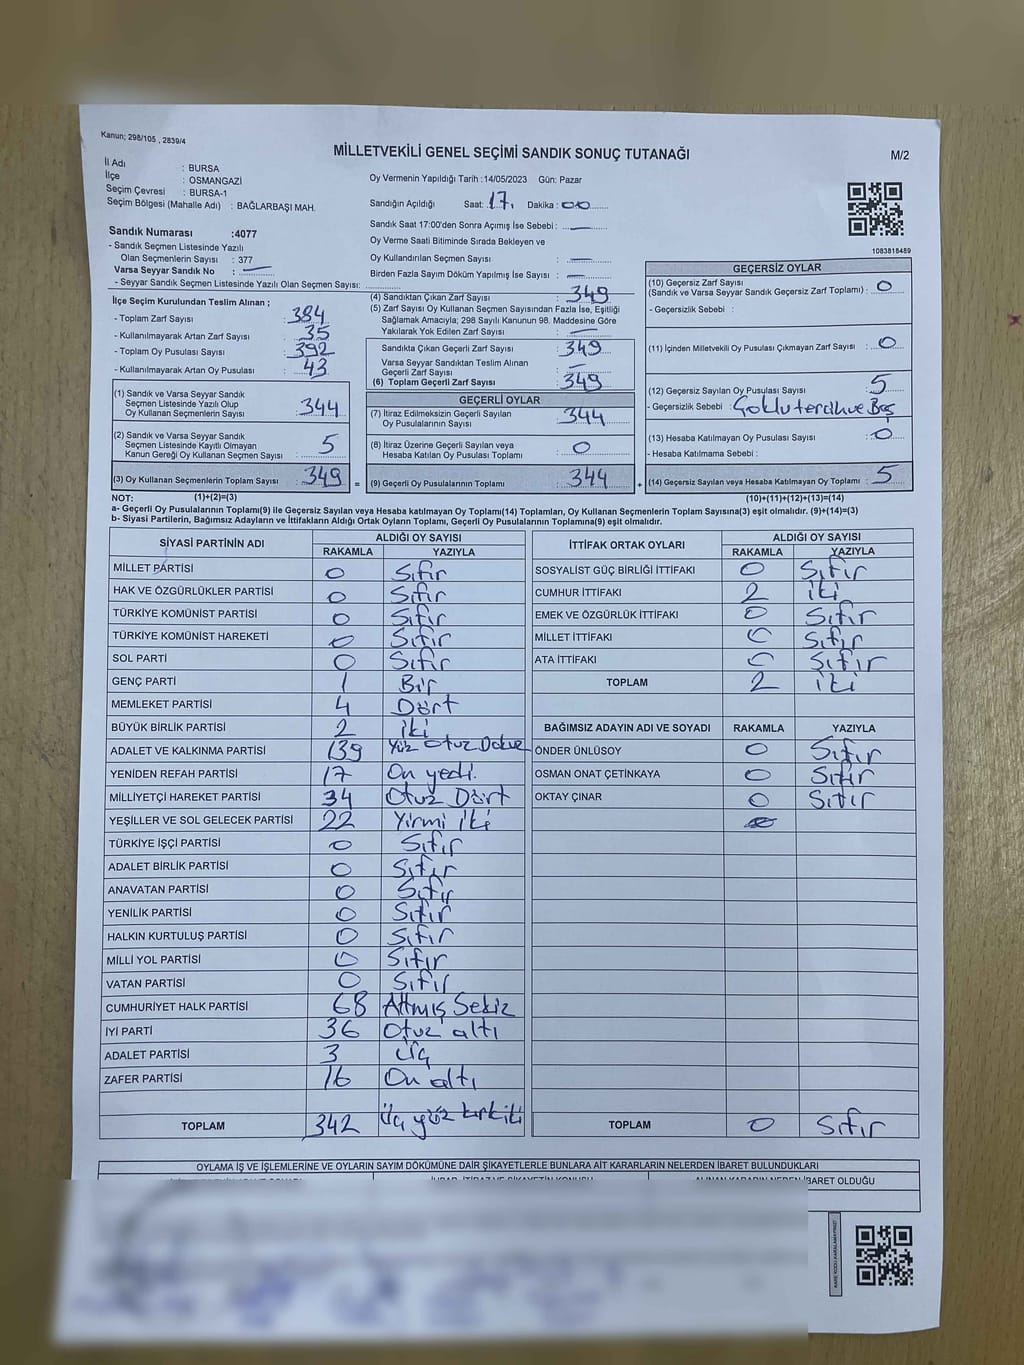 Kanun; 298/105 , 2839/4
MİLLETVEKİLİ GENEL SEÇİMİ SANDIK SONUÇ TUTANAĞI
M/2
İl Adı : BURSA
İlçe : OSMANGAZİ
Seçim Çevresi : BURSA-1
Seçim Bölgesi (Mahalle Adı) : BAĞLARBAŞI MAH.
Sandık Numarası :4077
- Sandık Seçmen Listesinde Yazılı
Olan Seçmenlerin Sayısı : 377
Varsa Seyyar Sandık No : —
- Seyyar Sandık Seçmen Listesinde Yazılı Olan Seçmen Sayısı:
Oy Vermenin Yapıldığı Tarih :14/05/2023 Gün: Pazar
Sandığın Açıldığı Saat: 17. Dakika : 00
Sandık Saat 17:00'den Sonra Açımış İse Sebebi : —
Oy Verme Saati Bitiminde Sırada Bekleyen ve
Oy Kullandırılan Seçmen Sayısı : —
Birden Fazla Sayım Döküm Yapılmış İse Sayısı : —
1083818489
İlçe Seçim Kurulundan Teslim Alınan ;
- Toplam Zarf Sayısı : 384
- Kullanılmayarak Artan Zarf Sayısı : 35
- Toplam Oy Pusulası Sayısı : 392
- Kullanılmayarak Artan Oy Pusulası : 43
(1) Sandık ve Varsa Seyyar Sandık
Seçmen Listesinde Yazılı Olup
Oy Kullanan Seçmenlerin Sayısı : 344
(2) Sandık ve Varsa Seyyar Sandık
Seçmen Listesinde Kayıtlı Olmayan
Kanun Gereği Oy Kullanan Seçmen Sayısı : 5
(3) Oy Kullanan Seçmenlerin Toplam Sayısı : 349 =
(4) Sandıktan Çıkan Zarf Sayısı : 349
(5) Zarf Sayısı Oy Kullanan Seçmen Sayısından Fazla İse, Eşitliği
Sağlamak Amacıyla; 298 Sayılı Kanunun 98. Maddesine Göre
Yakılarak Yok Edilen Zarf Sayısı : —
Sandıkta Çıkan Geçerli Zarf Sayısı : 349
Varsa Seyyar Sandıktan Teslim Alınan
Geçerli Zarf Sayısı : —
(6) Toplam Geçerli Zarf Sayısı : 349
GEÇERLİ OYLAR
(7) İtiraz Edilmeksizin Geçerli Sayılan
Oy Pusulalarının Sayısı : 344
(8) İtiraz Üzerine Geçerli Sayılan veya
Hesaba Katılan Oy Pusulası Toplamı : 0
(9) Geçerli Oy Pusulalarının Toplamı : 344 +
GEÇERSİZ OYLAR
(10) Geçersiz Zarf Sayısı
(Sandık ve Varsa Seyyar Sandık Geçersiz Zarf Toplamı) : 0
- Geçersizlik Sebebi :
(11) İçinden Milletvekili Oy Pusulası Çıkmayan Zarf Sayısı : 0
(12) Geçersiz Sayılan Oy Pusulası Sayısı : 5
- Geçersizlik Sebebi : Çoklu tercih ve Boş
(13) Hesaba Katılmayan Oy Pusulası Sayısı : 0
- Hesaba Katılmama Sebebi :
(14) Geçersiz Sayılan veya Hesaba Katılmayan Oy Toplamı : 5
NOT: (1)+(2)=(3) (10)+(11)+(12)+(13)=(14)
a- Geçerli Oy Pusulalarının Toplamı(9) ile Geçersiz Sayılan veya Hesaba katılmayan Oy Toplamı(14) Toplamları, Oy Kullanan Seçmenlerin Toplam Sayısına(3) eşit olmalıdır. (9)+(14)=(3)
b- Siyasi Partilerin, Bağımsız Adayların ve İttifakların Aldığı Ortak Oyların Toplamı, Geçerli Oy Pusulalarının Toplamına(9) eşit olmalıdır.
SİYASİ PARTİNİN ADI ALDIĞI OY SAYISI
RAKAMLA YAZIYLA
MİLLET PARTİSİ 0 Sıfır
HAK VE ÖZGÜRLÜKLER PARTİSİ 0 Sıfır
TÜRKİYE KOMÜNİST PARTİSİ 0 Sıfır
TÜRKİYE KOMÜNİST HAREKETİ 0 Sıfır
SOL PARTİ 0 Sıfır
GENÇ PARTİ 1 Bir
MEMLEKET PARTİSİ 4 Dört
BÜYÜK BİRLİK PARTİSİ 2 iki
ADALET VE KALKINMA PARTİSİ 139 Yüz Otuz Dokuz
YENİDEN REFAH PARTİSİ 17 On yedi.
MİLLİYETÇİ HAREKET PARTİSİ 34 Otuz Dört
YEŞİLLER VE SOL GELECEK PARTİSİ 22 Yirmi iki
TÜRKİYE İŞÇİ PARTİSİ 0 Sıfır
ADALET BİRLİK PARTİSİ 0 Sıfır
ANAVATAN PARTİSİ 0 Sıfır
YENİLİK PARTİSİ 0 Sıfır
HALKIN KURTULUŞ PARTİSİ 0 Sıfır
MİLLİ YOL PARTİSİ 0 Sıfır
VATAN PARTİSİ 0 Sıfır
CUMHURİYET HALK PARTİSİ 68 Altmış Sekiz
İYİ PARTİ 36 Otuz altı
ADALET PARTİSİ 3 Üç
ZAFER PARTİSİ 16 On altı
TOPLAM 342 Üç yüz kırk iki
İTTİFAK ORTAK OYLARI ALDIĞI OY SAYISI
RAKAMLA YAZIYLA
SOSYALİST GÜÇ BİRLİĞİ İTTİFAKI 0 Sıfır
CUMHUR İTTİFAKI 2 iki
EMEK VE ÖZGÜRLÜK İTTİFAKI 0 Sıfır
MİLLET İTTİFAKI 0 Sıfır
ATA İTTİFAKI 0 Sıfır
TOPLAM 2 iki
BAĞIMSIZ ADAYIN ADI VE SOYADI RAKAMLA YAZIYLA
ÖNDER ÜNLÜSOY 0 Sıfır
OSMAN ONAT ÇETİNKAYA 0 Sıfır
OKTAY ÇINAR 0 Sıfır
TOPLAM 0 Sıfır
OYLAMA İŞ VE İŞLEMLERİNE VE OYLARIN SAYIM DÖKÜMÜNE DAİR ŞİKAYETLERLE BUNLARA AİT KARARLARIN NELERDEN İBARET BULUNDUKLARI